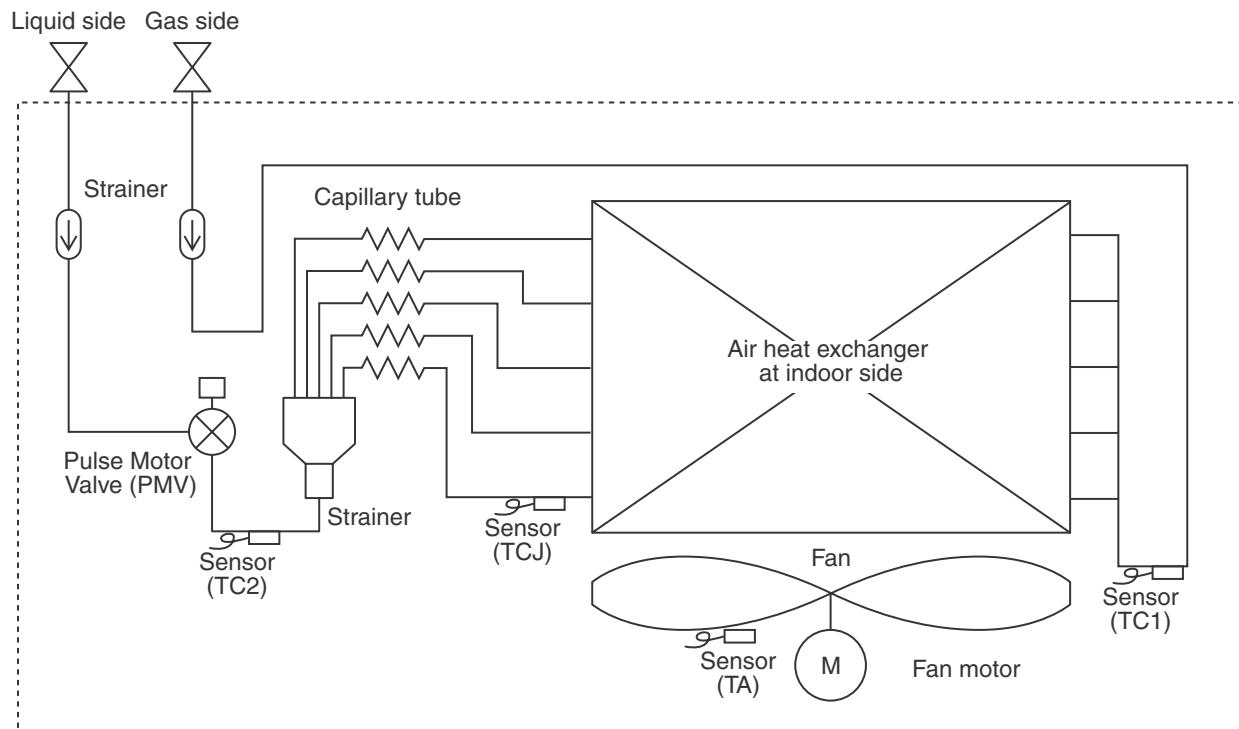 Liquid side
Gas side
Strainer
Capillary tube
Air heat exchanger
at indoor side
Pulse Motor
Valve (PMV)
Strainer
Sensor
(TCJ)
Sensor
(TC2)
Fan
Sensor
(TC1)
Sensor
(TA)
M
Fan motor